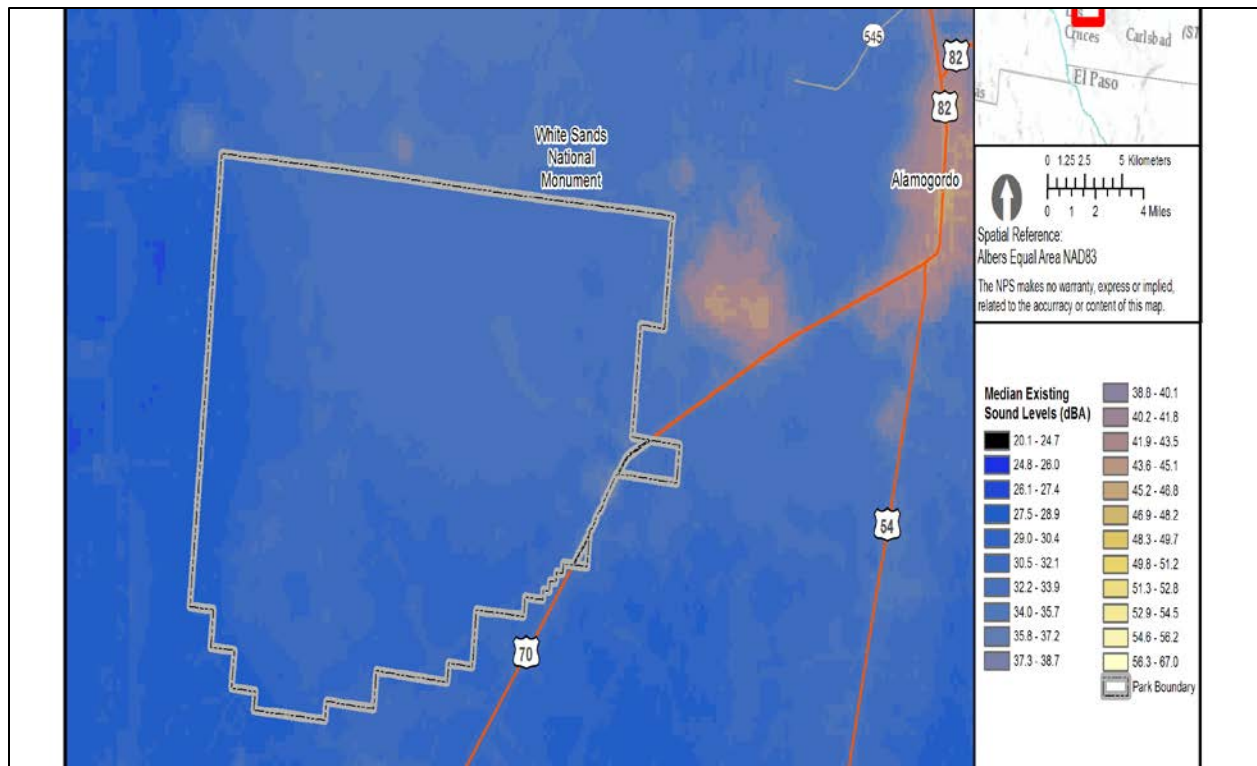 545
82
82
White Sands
National
Monument
Alamogordo
54
70
Cruces
Carlsbad
El Paso
0 1.25 2.5 5 Kilometers
0 1 2 4 Miles
Spatial Reference:
Albers Equal Area NAD83
The NPS makes no warranty, express or implied,
related to the accurracy or content of this map.
Median Existing
Sound Levels (dBA)
20.1 - 24.7
24.8 - 26.0
26.1 - 27.4
27.5 - 28.9
29.0 - 30.4
30.5 - 32.1
32.2 - 33.9
34.0 - 35.7
35.8 - 37.2
37.3 - 38.7
38.8 - 40.1
40.2 - 41.8
41.9 - 43.5
43.6 - 45.1
45.2 - 46.8
46.9 - 48.2
48.3 - 49.7
49.8 - 51.2
51.3 - 52.8
52.9 - 54.5
54.6 - 56.2
56.3 - 67.0
Park Boundary